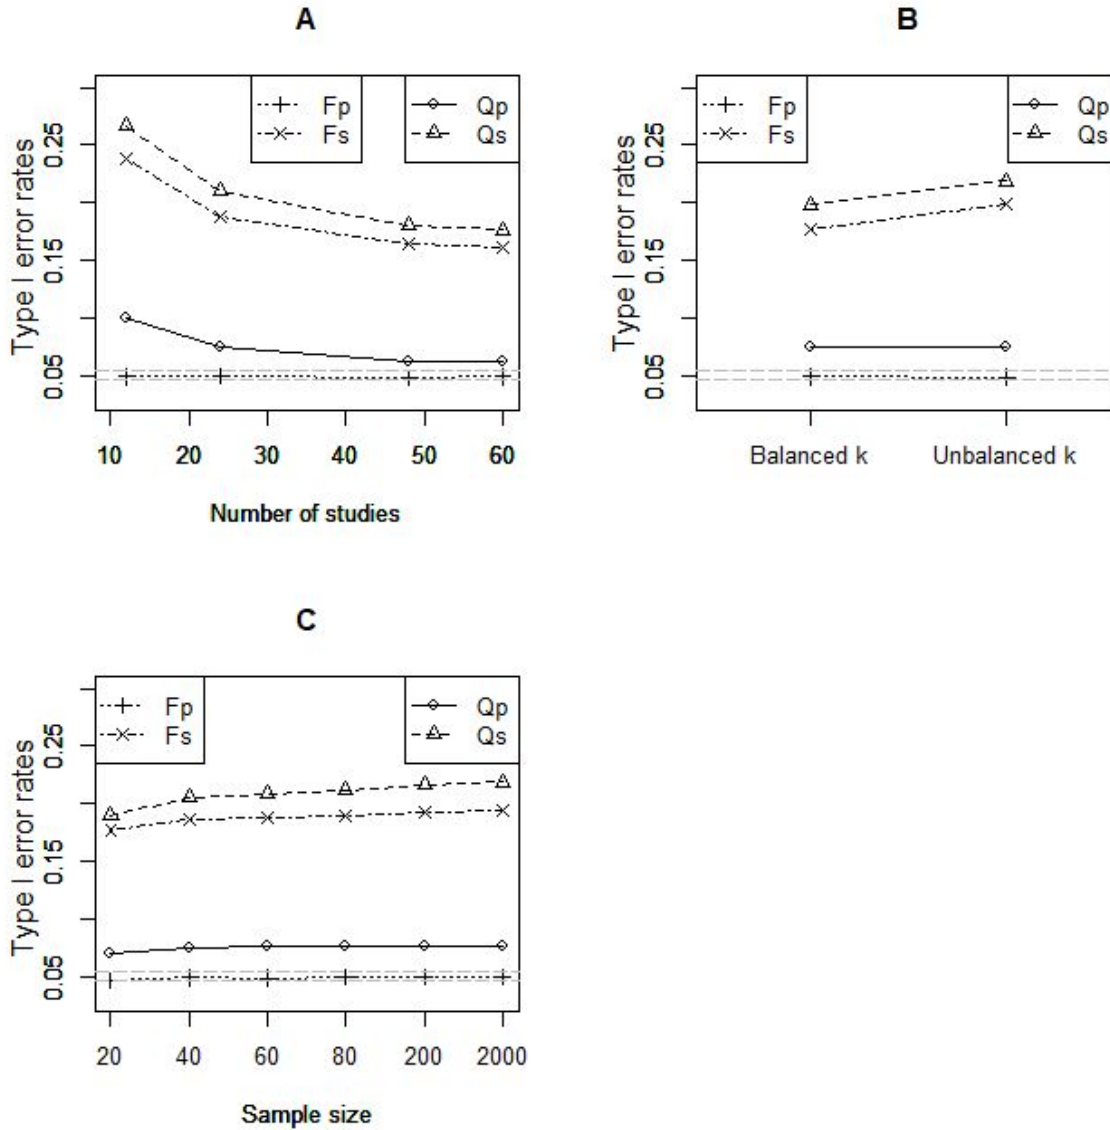 A
Fp
Fs
Qp
Qs
Type I error rates
0.05 0.15 0.25
10 20 30 40 50 60
Number of studies
B
Fp
Fs
Qp
Qs
Type I error rates
0.05 0.15 0.25
Balanced k Unbalanced k
C
Fp
Fs
Qp
Qs
Type I error rates
0.05 0.15 0.25
20 40 60 80 200 2000
Sample size